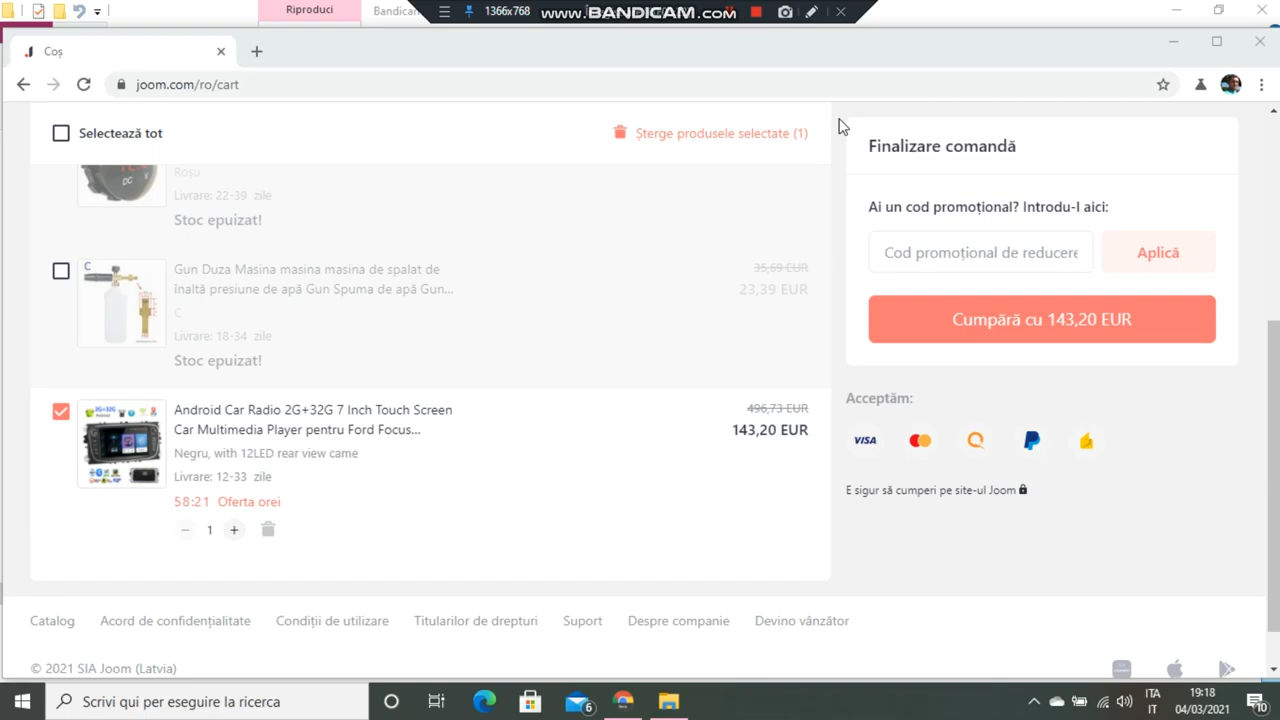 Riproduci
Bandicam
1366x768
www.BANDICAM.com
Coș
joom.com/ro/cart
Selectează tot
Șterge produsele selectate (1)
Roșu
Livrare: 22-39 zile
Stoc epuizat!
Gun Duza Masina masina masina de spalat de
înaltă presiune de apă Gun Spuma de apă Gun...
C
Livrare: 18-34 zile
Stoc epuizat!
35,69 EUR
23,39 EUR
Android Car Radio 2G+32G 7 Inch Touch Screen
Car Multimedia Player pentru Ford Focus...
Negru, with 12LED rear view came
Livrare: 12-33 zile
58:21 Oferta orei
1
496,73 EUR
143,20 EUR
Finalizare comandă
Ai un cod promoțional? Introdu-l aici:
Cod promoțional de reducere
Aplică
Cumpără cu 143,20 EUR
Acceptăm:
VISA
E sigur să cumperi pe site-ul Joom
Catalog
Acord de confidențialitate
Condiții de utilizare
Titularilor de drepturi
Suport
Despre companie
Devino vânzător
© 2021 SIA Joom (Latvia)
Scrivi qui per eseguire la ricerca
6
ITA
IT
19:18
04/03/2021
10